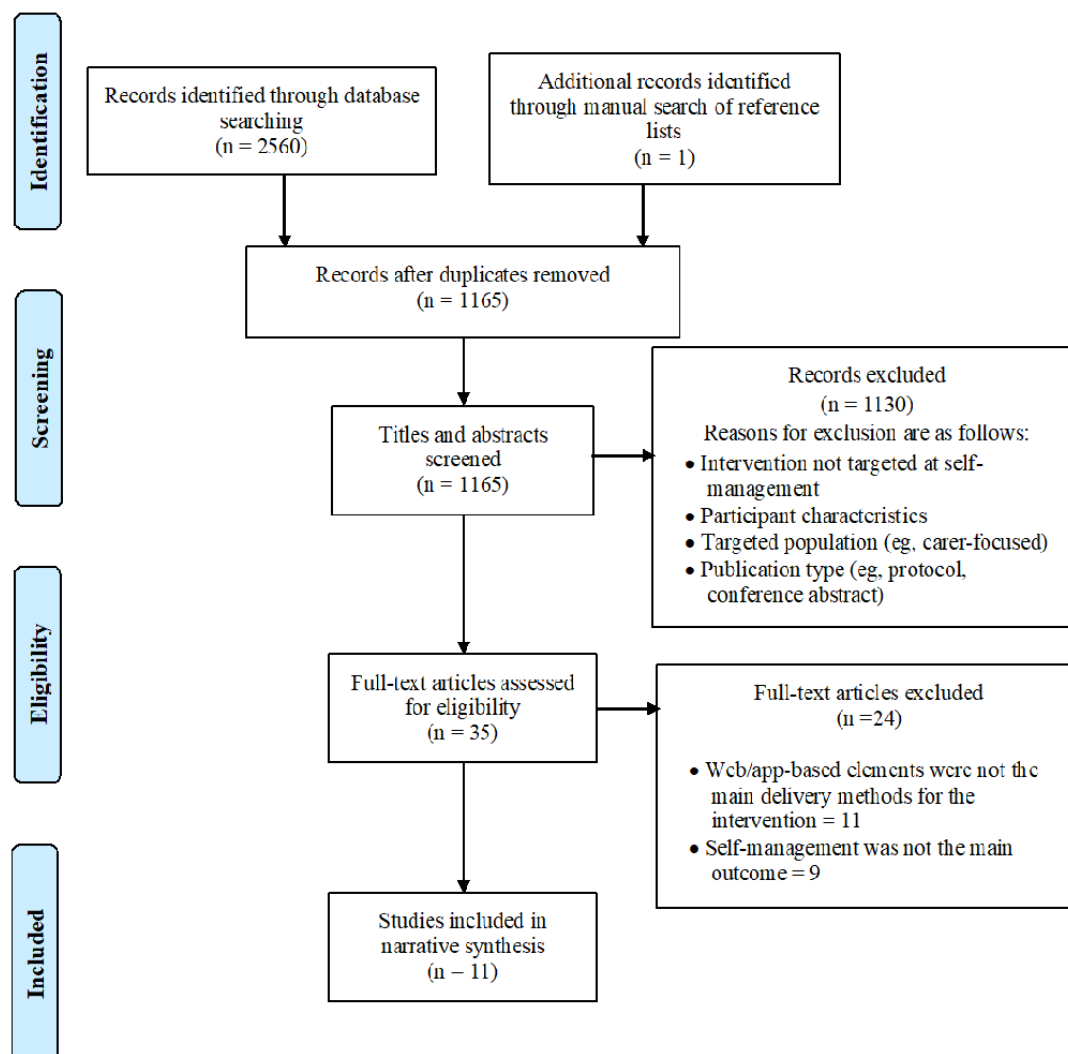 Identification
Records identified through database
searching
(n = 2560)
Additional records identified
through manual search of reference
lists
(n = 1)
Records after duplicates removed
(n = 1165)
Screening
Titles and abstracts
screened
(n = 1165)
Records excluded
(n = 1130)
Reasons for exclusion are as follows:
• Intervention not targeted at self-
management
• Participant characteristics
• Targeted population (eg, carer-focused)
• Publication type (eg, protocol,
conference abstract)
Eligibility
Full-text articles assessed
for eligibility
(n = 35)
Full-text articles excluded
(n =24)
• Web/app-based elements were not the
main delivery methods for the
intervention = 11
• Self-management was not the main
outcome = 9
Included
Studies included in
narrative synthesis
(n = 11)